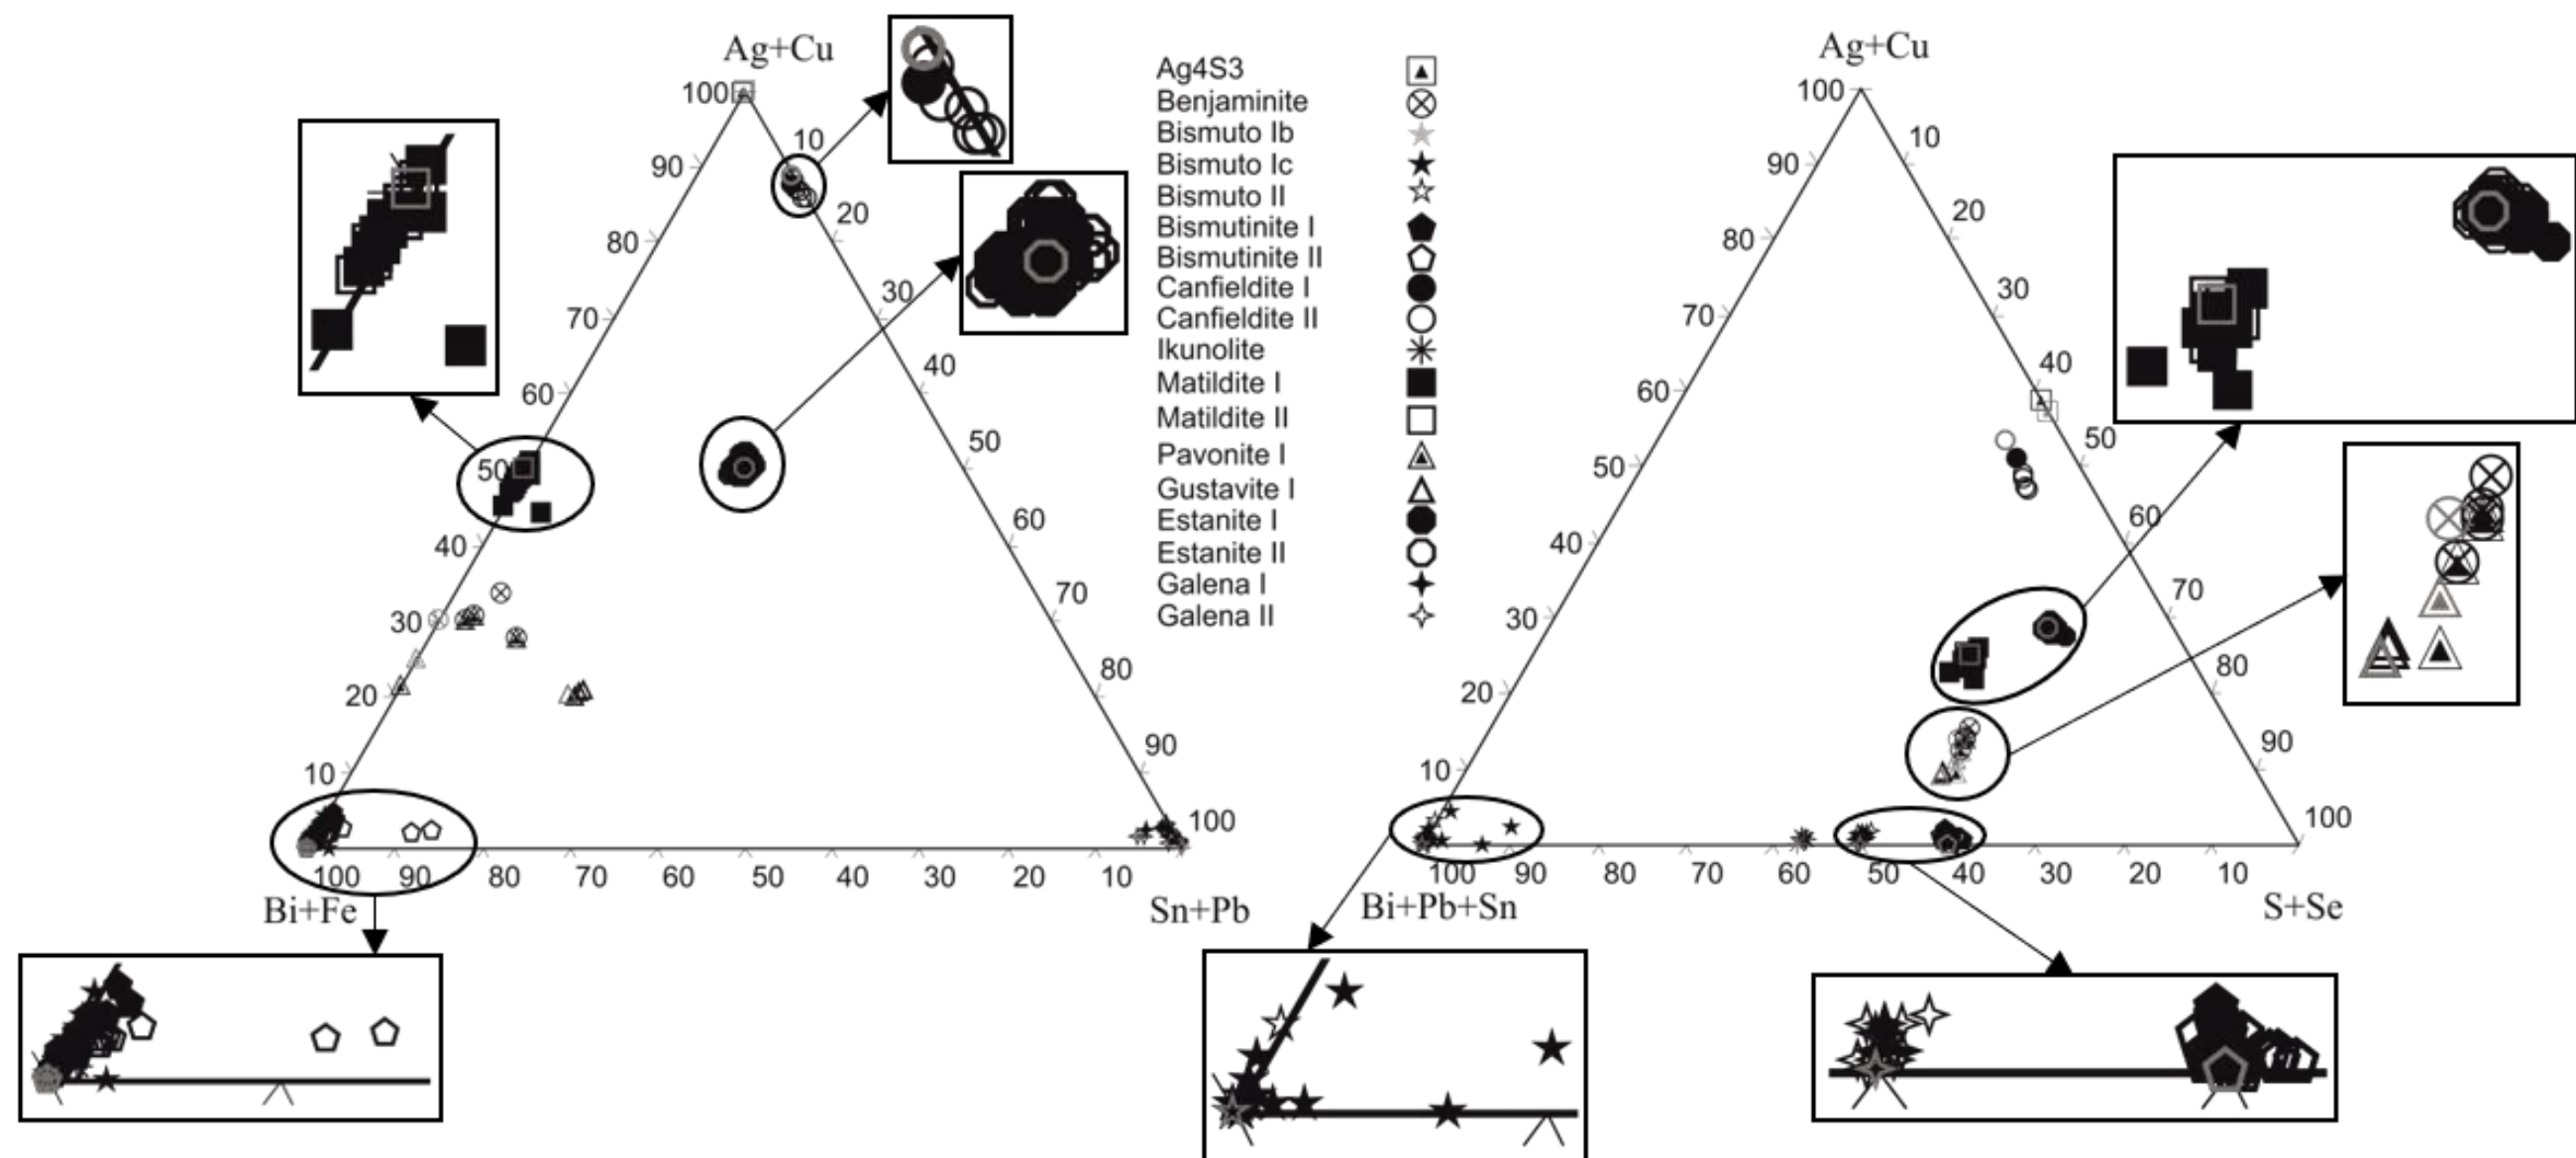 Ag+Cu
100
90
80
70
60
50
40
30
20
10
10
20
30
40
50
60
70
80
90
100
100
90
80
70
60
50
40
30
20
10
Bi+Fe
Sn+Pb
Ag4S3
Benjaminite
Bismuto Ib
Bismuto Ic
Bismuto II
Bismutinite I
Bismutinite II
Canfieldite I
Canfieldite II
Ikunolite
Matildite I
Matildite II
Pavonite I
Gustavite I
Estanite I
Estanite II
Galena I
Galena II
Ag+Cu
100
90
80
70
60
50
40
30
20
10
10
20
30
40
50
60
70
80
90
100
100
90
80
70
60
50
40
30
20
10
Bi+Pb+Sn
S+Se